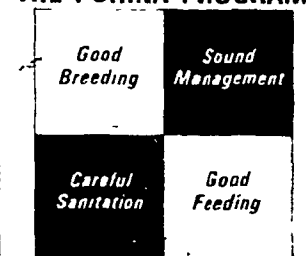 Good
Breeding
Sound
Management
Careful
Sanitation
Good
Feeding